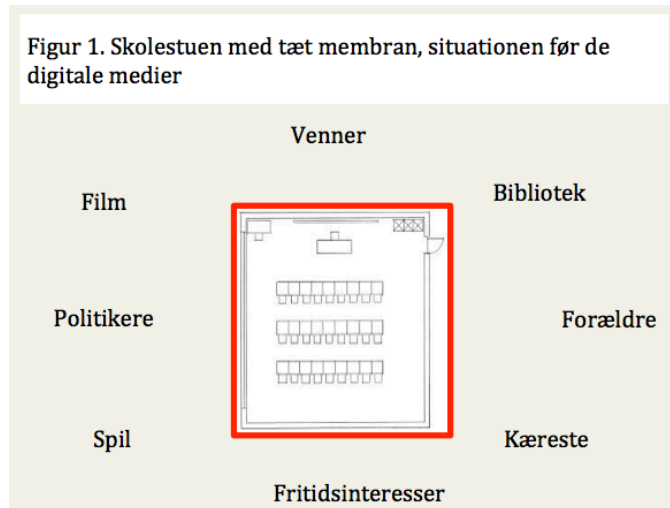 Figur 1. Skolestuen med tæt membran, situationen før de
digitale medier
Venner
Film
Bibliotek
Politikere
Forældre
Spil
Kæreste
Fritidsinteresser